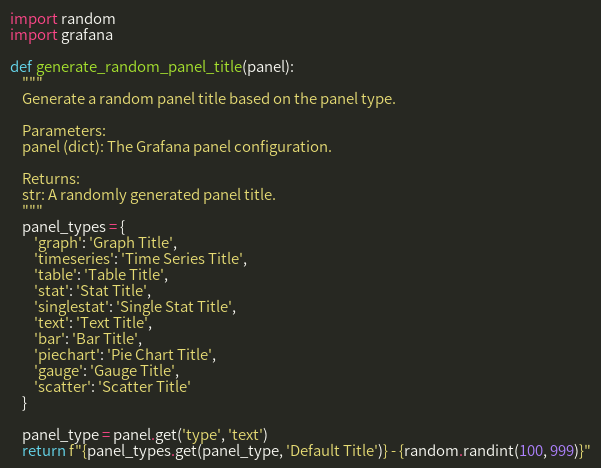 import random
import grafana

def generate_random_panel_title(panel):
    """
    Generate a random panel title based on the panel type.

    Parameters:
    panel (dict): The Grafana panel configuration.

    Returns:
    str: A randomly generated panel title.
    """
    panel_types = {
        'graph': 'Graph Title',
        'timeseries': 'Time Series Title',
        'table': 'Table Title',
        'stat': 'Stat Title',
        'singlestat': 'Single Stat Title',
        'text': 'Text Title',
        'bar': 'Bar Title',
        'piechart': 'Pie Chart Title',
        'gauge': 'Gauge Title',
        'scatter': 'Scatter Title'
    }

    panel_type = panel.get('type', 'text')
    return f"{panel_types.get(panel_type, 'Default Title')} - {random.randint(100, 999)}"